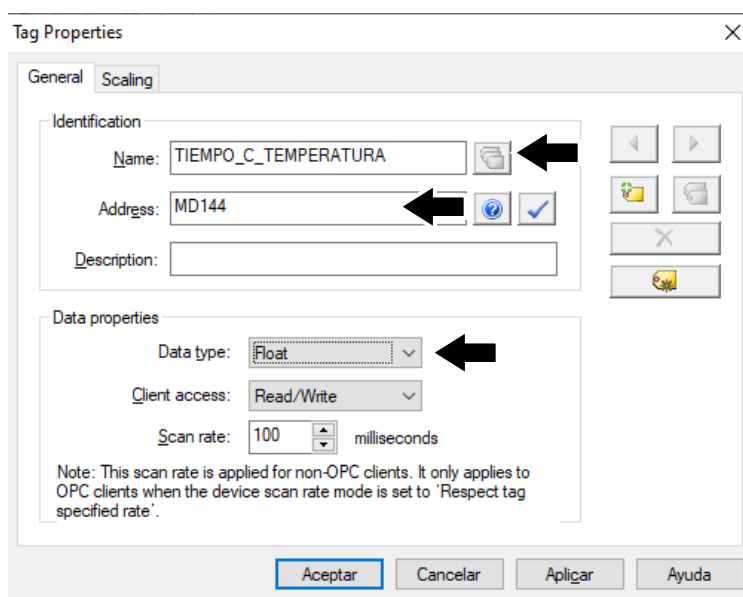 Tag Properties
General Scaling
Identification
Name: TIEMPO_C_TEMPERATURA
Address: MD144
Description:
Data properties
Data type: Float
Client access: Read/Write
Scan rate: 100 milliseconds
Note: This scan rate is applied for non-OPC clients. It only applies to
OPC clients when the device scan rate mode is set to 'Respect tag
specified rate'.
Aceptar Cancelar Aplicar Ayuda